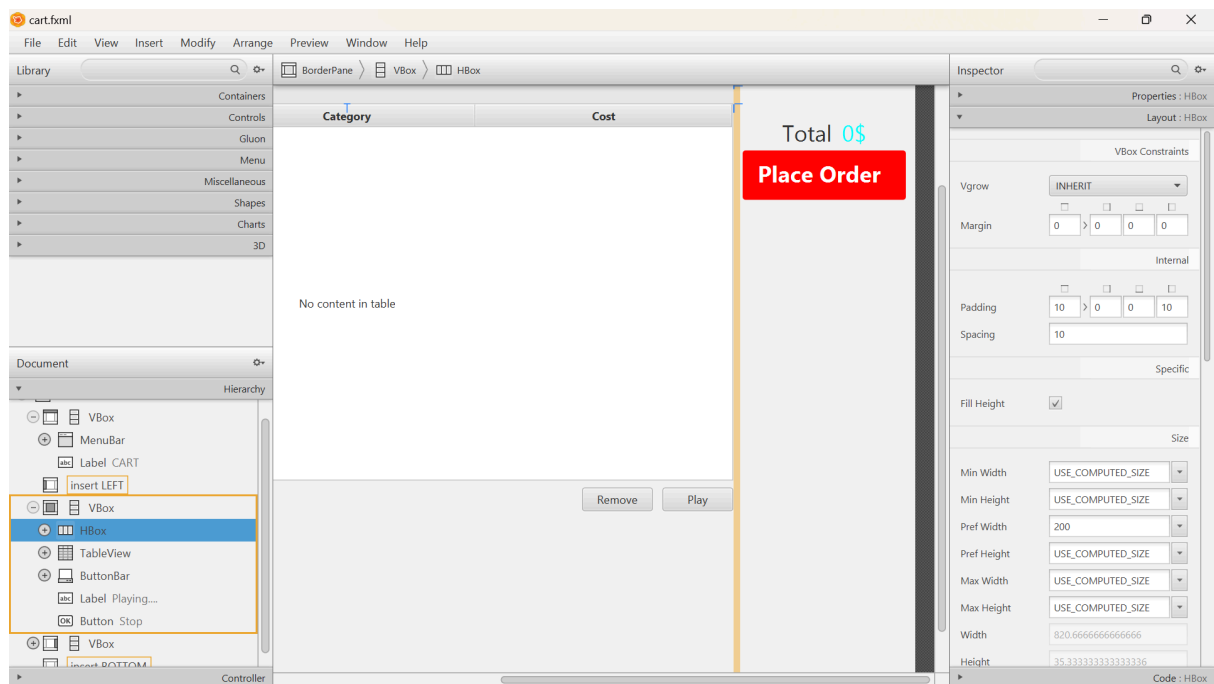 cart.fxml
File Edit View Insert Modify Arrange Preview Window Help
Library
BorderPane VBox HBox
Inspector
Containers
Controls
Gluon
Menu
Miscellaneous
Shapes
Charts
3D
Document
Hierarchy
VBox
MenuBar
abc Label CART
insert LEFT
VBox
HBox
TableView
ButtonBar
abc Label Playing....
OK Button Stop
VBox
insert BOTTOM
Controller
Category Cost
No content in table
Remove Play
Total 0$
Place Order
Properties : HBox
Layout : HBox
VBox Constraints
Vgrow INHERIT
Margin 0 0 0 0
Internal
Padding 10 0 0 10
Spacing 10
Specific
Fill Height
Size
Min Width USE_COMPUTED_SIZE
Min Height USE_COMPUTED_SIZE
Pref Width 200
Pref Height USE_COMPUTED_SIZE
Max Width USE_COMPUTED_SIZE
Max Height USE_COMPUTED_SIZE
Width 820.6666666666666
Height 35.333333333333336
Code : HBox